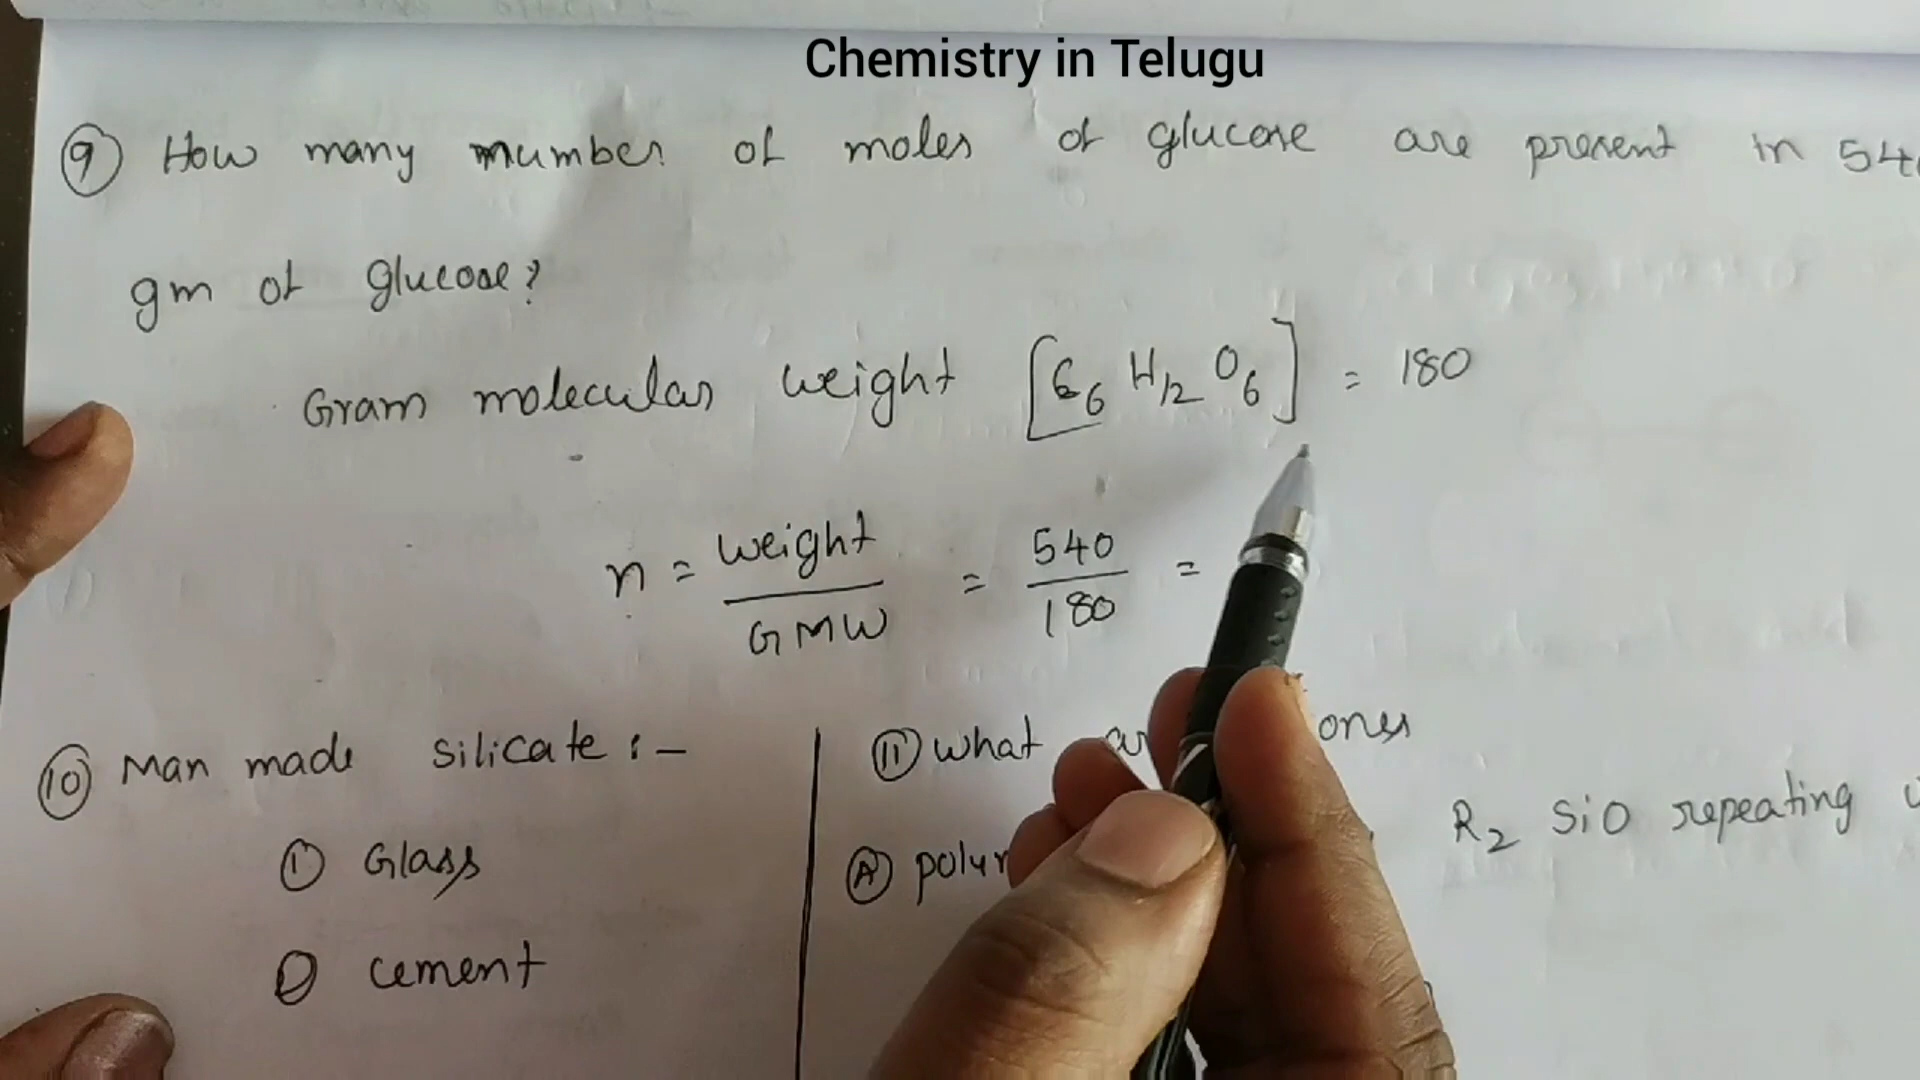 Chemistry in Telugu
9 How many number of moles of glucose are present in 54
gm of glucose?
Gram molecular weight [C6 H12 O6] = 180
n = weight / GMW = 540 / 180 =
10 Man made silicate :-
1 Glass
2 cement
11 what
A
R2 SiO repeating